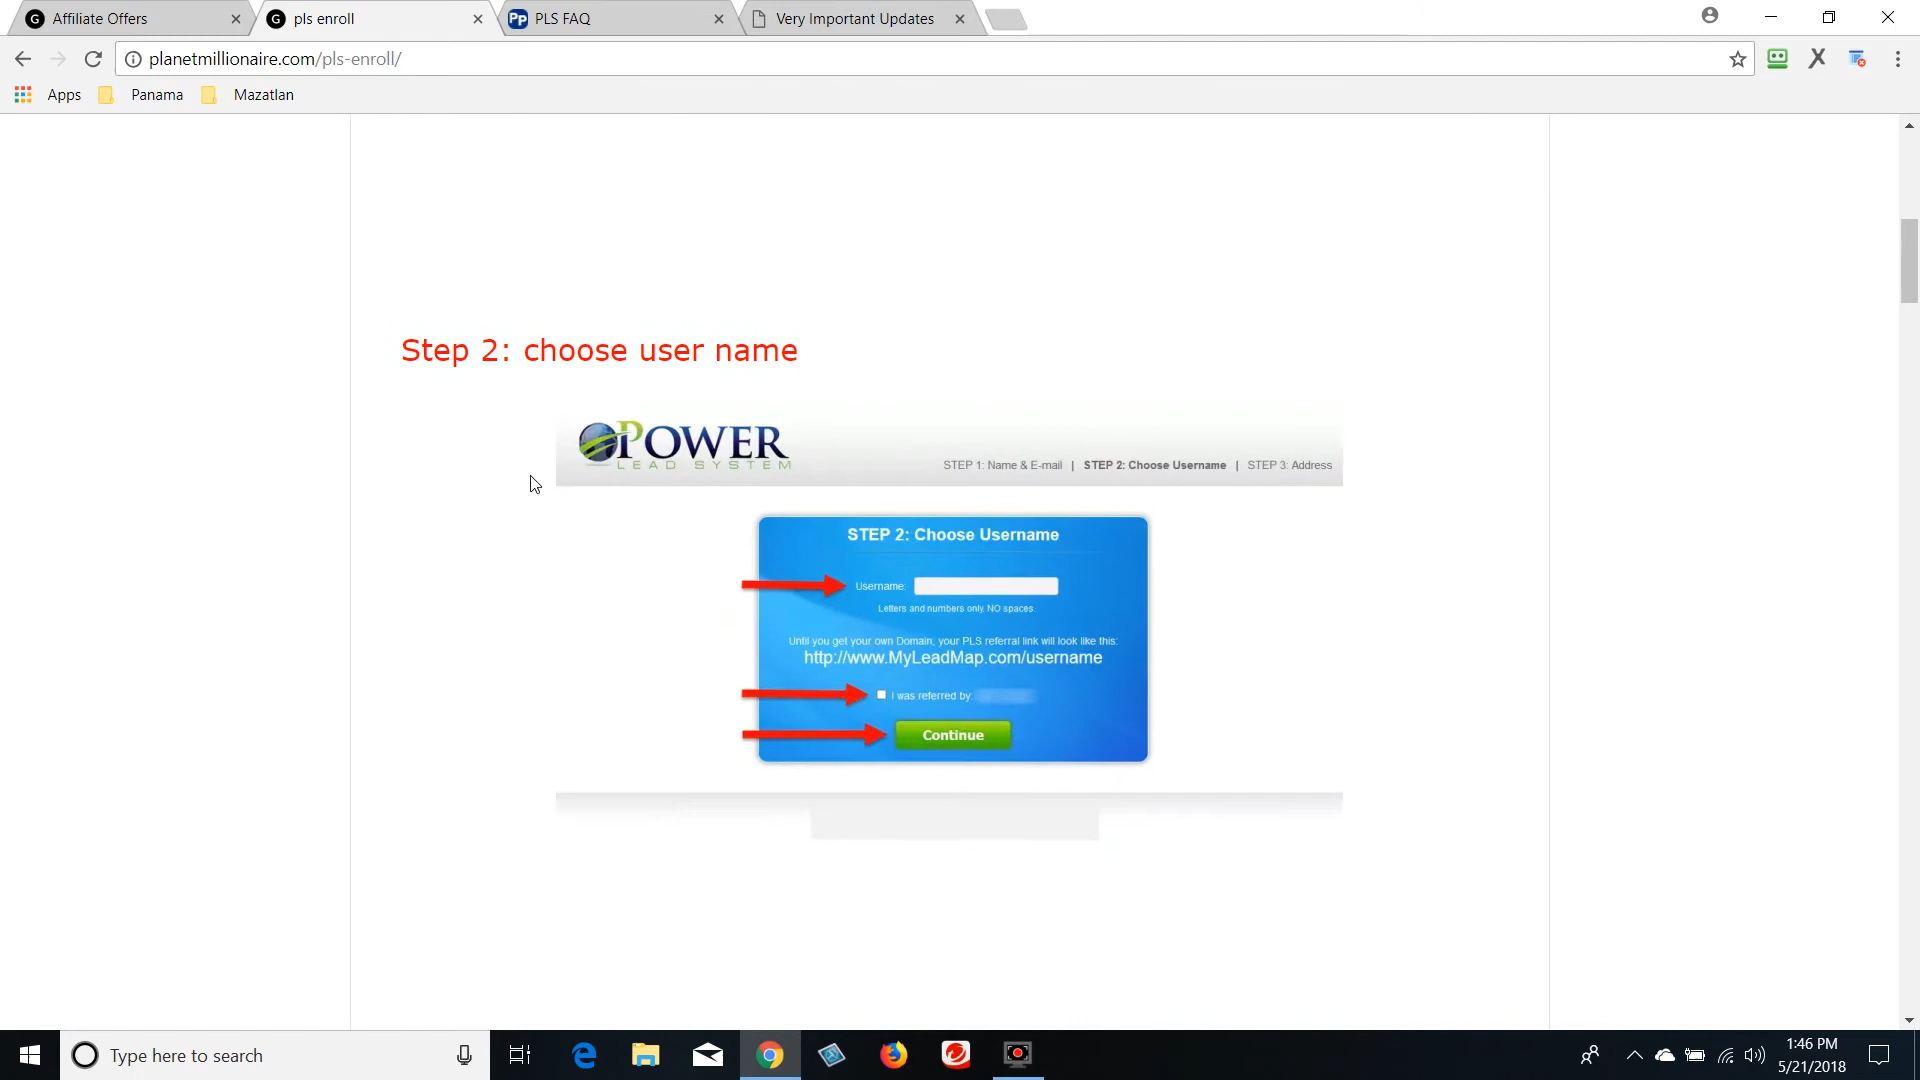 Affiliate Offers
pls enroll
PLS FAQ
Very Important Updates
planetmillionaire.com/pls-enroll/
Apps
Panama
Mazatlan
Step 2: choose user name
POWER
LEAD SYSTEM
STEP 1: Name & E-mail | STEP 2: Choose Username | STEP 3: Address
STEP 2: Choose Username
Username:
Letters and numbers only. NO spaces.
Until you get your own Domain, your PLS referral link will look like this:
http://www.MyLeadMap.com/username
I was referred by:
Continue
Type here to search
1:46 PM
5/21/2018